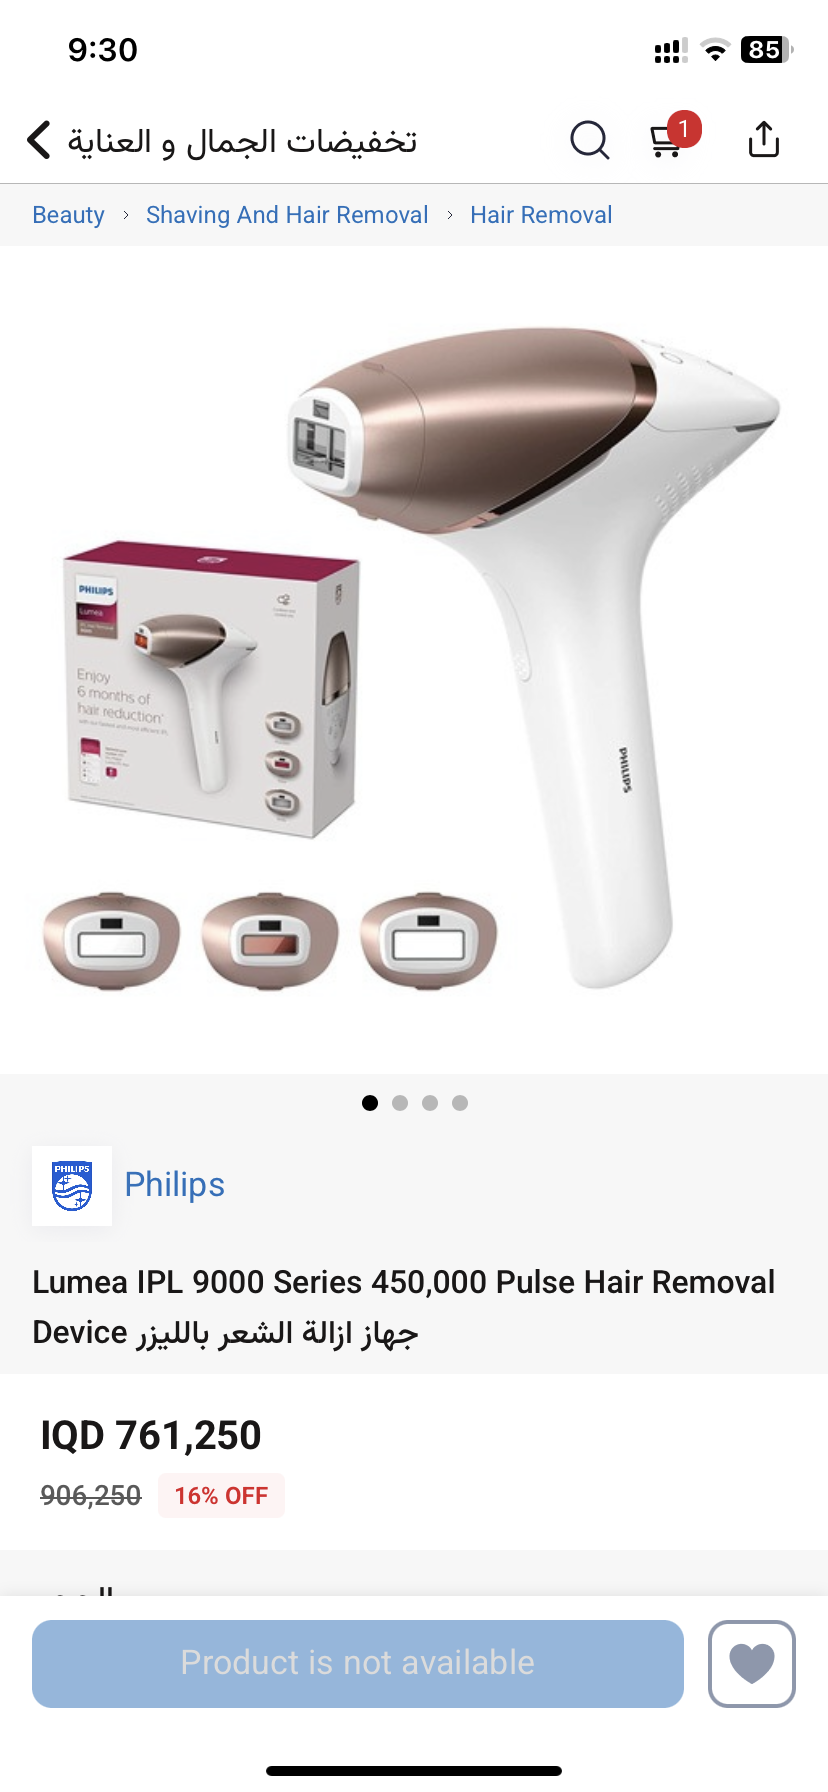 9:30
85
تخفيضات الجمال و العناية
1
Beauty > Shaving And Hair Removal > Hair Removal
PHILIPS
Lumea
Enjoy
6 months of
hair reduction
PHILIPS
PHILIPS
Philips
Lumea IPL 9000 Series 450,000 Pulse Hair Removal
Device جهاز ازالة الشعر بالليزر
IQD 761,250
906,250 16% OFF
Product is not available